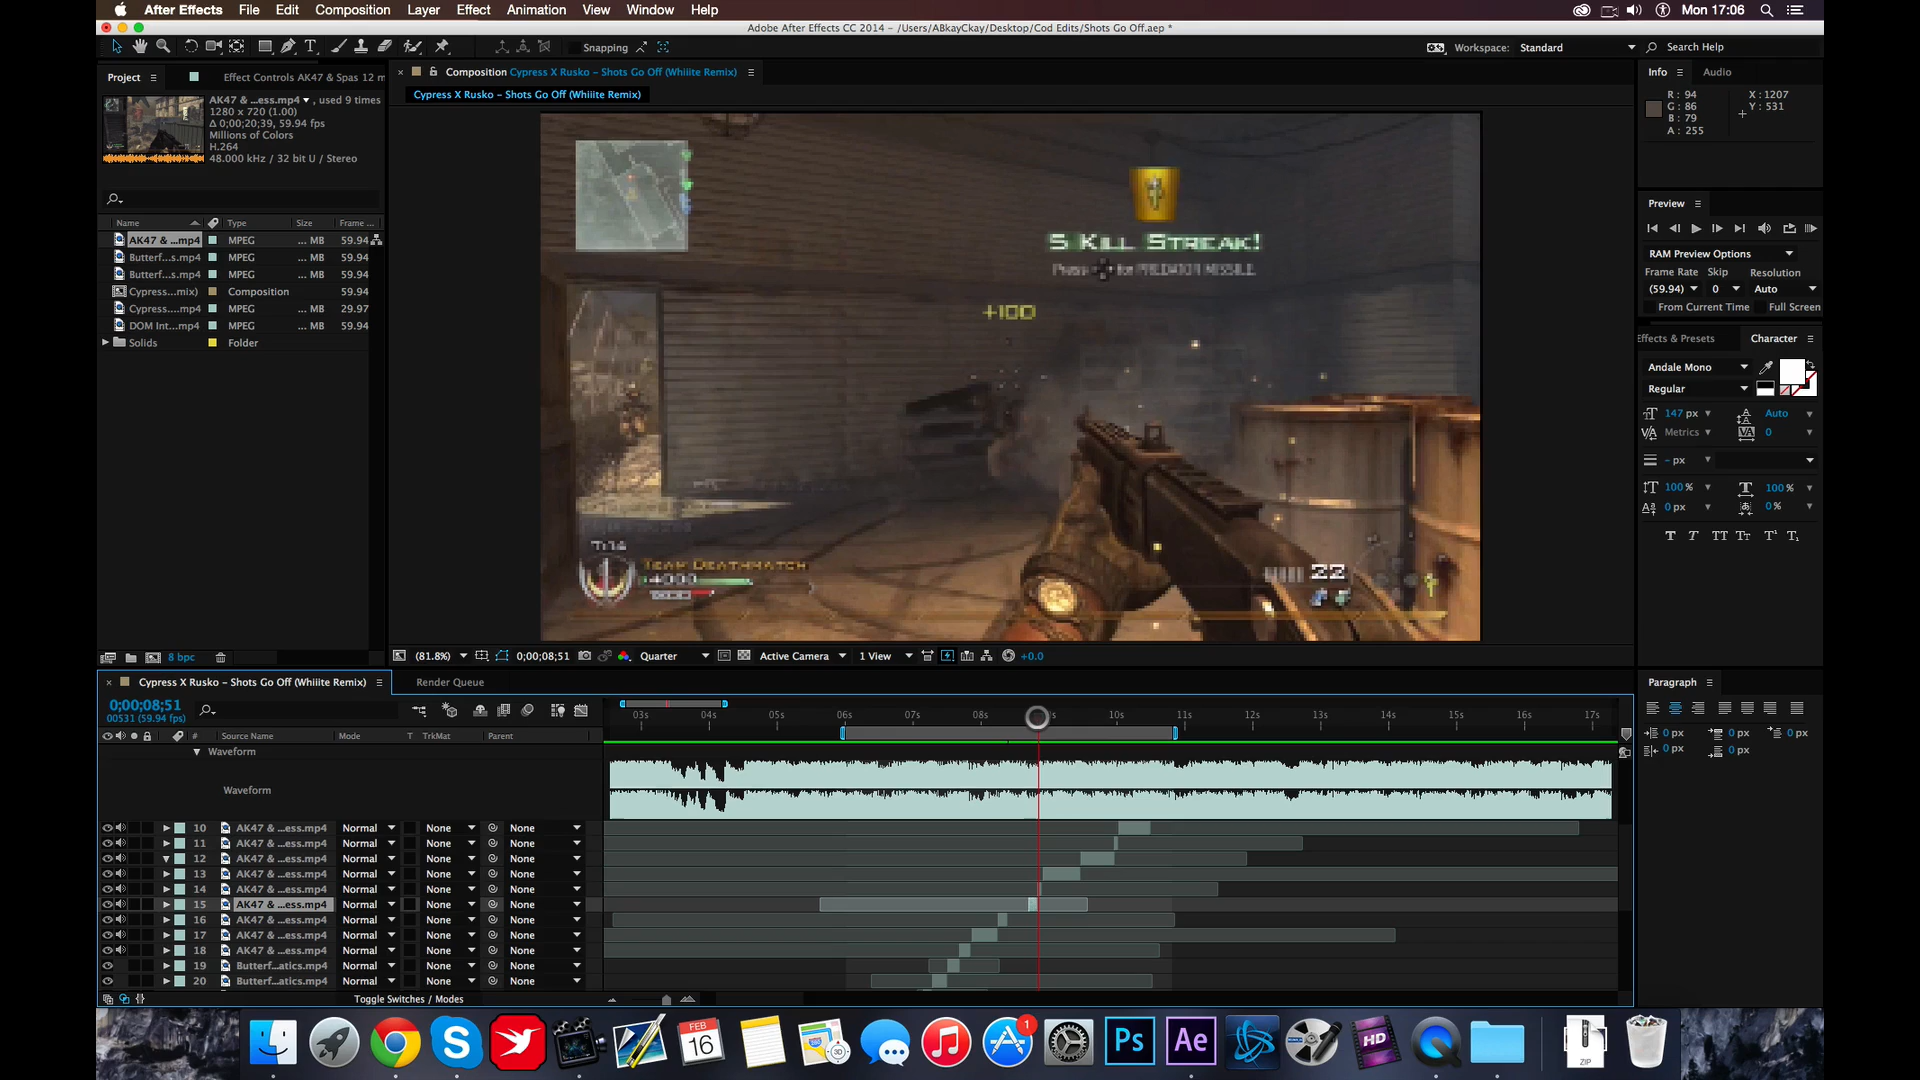 After Effects File Edit Composition Layer Effect Animation View Window Help Mon 17:06
Adobe After Effects CC 2014 – /Users/ABkayCkay/Desktop/Cod Edits/Shots Go Off.aep *
Snapping Workspace: Standard Search Help
Project Effect Controls AK47 & Spas 12 m
Composition Cypress X Rusko – Shots Go Off (Whiiite Remix)
Cypress X Rusko – Shots Go Off (Whiiite Remix)
AK47 & ...ess.mp4 , used 9 times
1280 x 720 (1.00)
Δ 0;00;20;39, 59.94 fps
Millions of Colors
H.264
48.000 kHz / 32 bit U / Stereo
Name Type Size Frame ...
AK47 & ...mp4 MPEG ... MB 59.94
Butterf...s.mp4 MPEG ... MB 59.94
Butterf...s.mp4 MPEG ... MB 59.94
Cypress...mix) Composition 59.94
Cypress....mp4 MPEG ... MB 29.97
DOM Int...mp4 MPEG ... MB 59.94
Solids Folder
8 bpc
5 Kill Streak!
Press for PREDATOR MISSILE
+100
Team Deathmatch
4000
22
(81.8%) 0;00;08;51 Quarter Active Camera 1 View +0.0
Info Audio
R : 94 X : 1207
G : 86 Y : 531
B : 79
A : 255
Preview
RAM Preview Options
Frame Rate Skip Resolution
(59.94) 0 Auto
From Current Time Full Screen
Effects & Presets Character
Andale Mono
Regular
147 px Auto
Metrics 0
– px
100 % 100 %
0 px 0 %
T T TT Tт T¹ T₁
Paragraph
0 px 0 px 0 px
0 px 0 px
Cypress X Rusko – Shots Go Off (Whiiite Remix) Render Queue
0;00;08;51
00531 (59.94 fps)
03s 04s 05s 06s 07s 08s 10s 11s 12s 13s 14s 15s 16s 17s
Source Name Mode T TrkMat Parent
Waveform
Waveform
10 AK47 & ...ess.mp4 Normal None None
11 AK47 & ...ess.mp4 Normal None None
12 AK47 & ...ess.mp4 Normal None None
13 AK47 & ...ess.mp4 Normal None None
14 AK47 & ...ess.mp4 Normal None None
15 AK47 & ...ess.mp4 Normal None None
16 AK47 & ...ess.mp4 Normal None None
17 AK47 & ...ess.mp4 Normal None None
18 AK47 & ...ess.mp4 Normal None None
19 Butterf...atics.mp4 Normal None None
20 Butterf...atics.mp4 Normal None None
Toggle Switches / Modes
FEB
16
3D
1
Ps
Ae
HD
ZIP